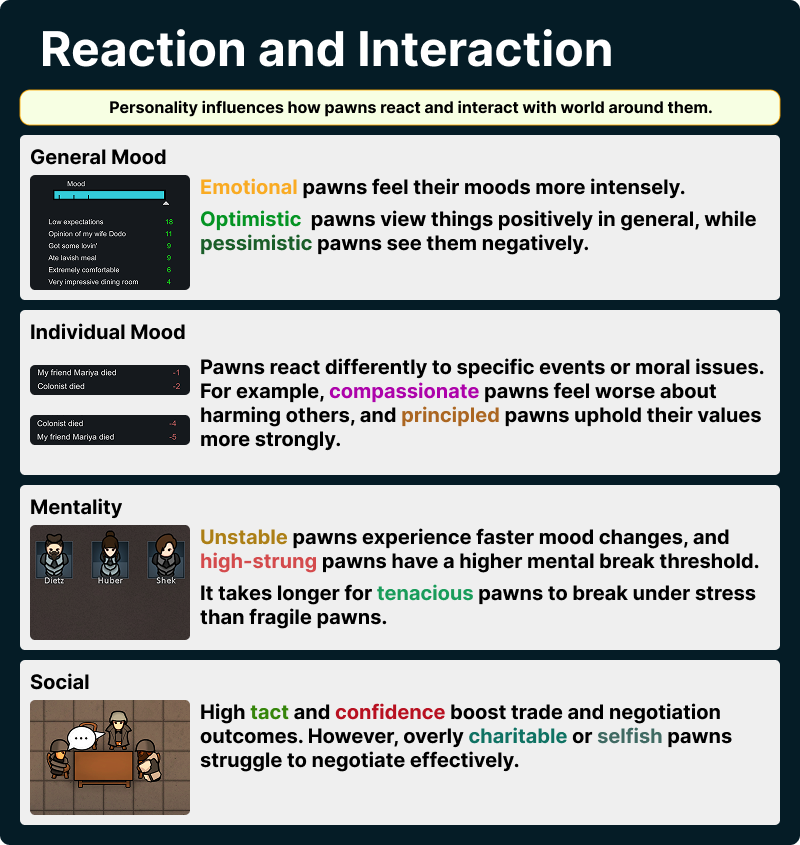 Reaction and Interaction
Personality influences how pawns react and interact with world around them.
General Mood
Mood
Low expectations 18
Opinion of my wife Dodo 11
Got some lovin' 9
Ate lavish meal 9
Extremely comfortable 6
Very impressive dining room 4
Emotional pawns feel their moods more intensely.
Optimistic pawns view things positively in general, while
pessimistic pawns see them negatively.
Individual Mood
My friend Mariya died -1
Colonist died -2
Colonist died -4
My friend Mariya died -5
Pawns react differently to specific events or moral issues.
For example, compassionate pawns feel worse about
harming others, and principled pawns uphold their values
more strongly.
Mentality
Dietz Huber Shek
Unstable pawns experience faster mood changes, and
high-strung pawns have a higher mental break threshold.
It takes longer for tenacious pawns to break under stress
than fragile pawns.
Social
High tact and confidence boost trade and negotiation
outcomes. However, overly charitable or selfish pawns
struggle to negotiate effectively.